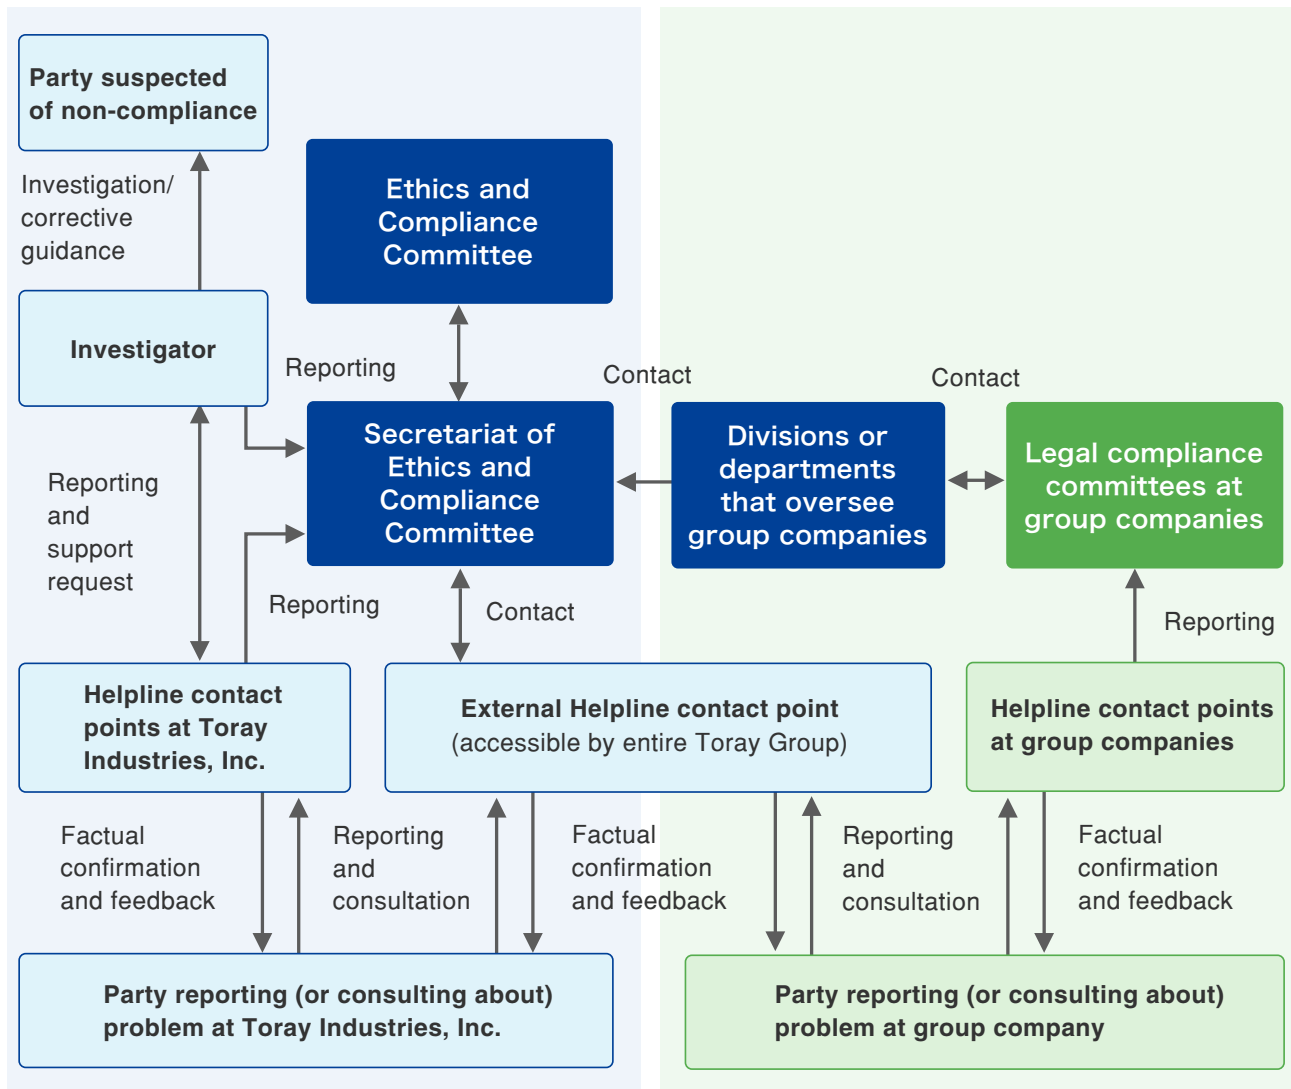 Party suspected
of non-compliance
Investigation/
corrective
guidance
Ethics and
Compliance
Committee
Investigator
Reporting
Contact
Contact
Secretariat of
Ethics and
Compliance
Committee
Divisions or
departments
that oversee
group companies
Legal compliance
committees at
group companies
Reporting
and
support
request
Reporting
Contact
Reporting
Helpline contact
points at Toray
Industries, Inc.
External Helpline contact point
(accessible by entire Toray Group)
Helpline contact points
at group companies
Factual
confirmation
and feedback
Reporting
and
consultation
Factual
confirmation
and feedback
Reporting
and
consultation
Factual
confirmation
and feedback
Party reporting (or consulting about)
problem at Toray Industries, Inc.
Party reporting (or consulting about)
problem at group company